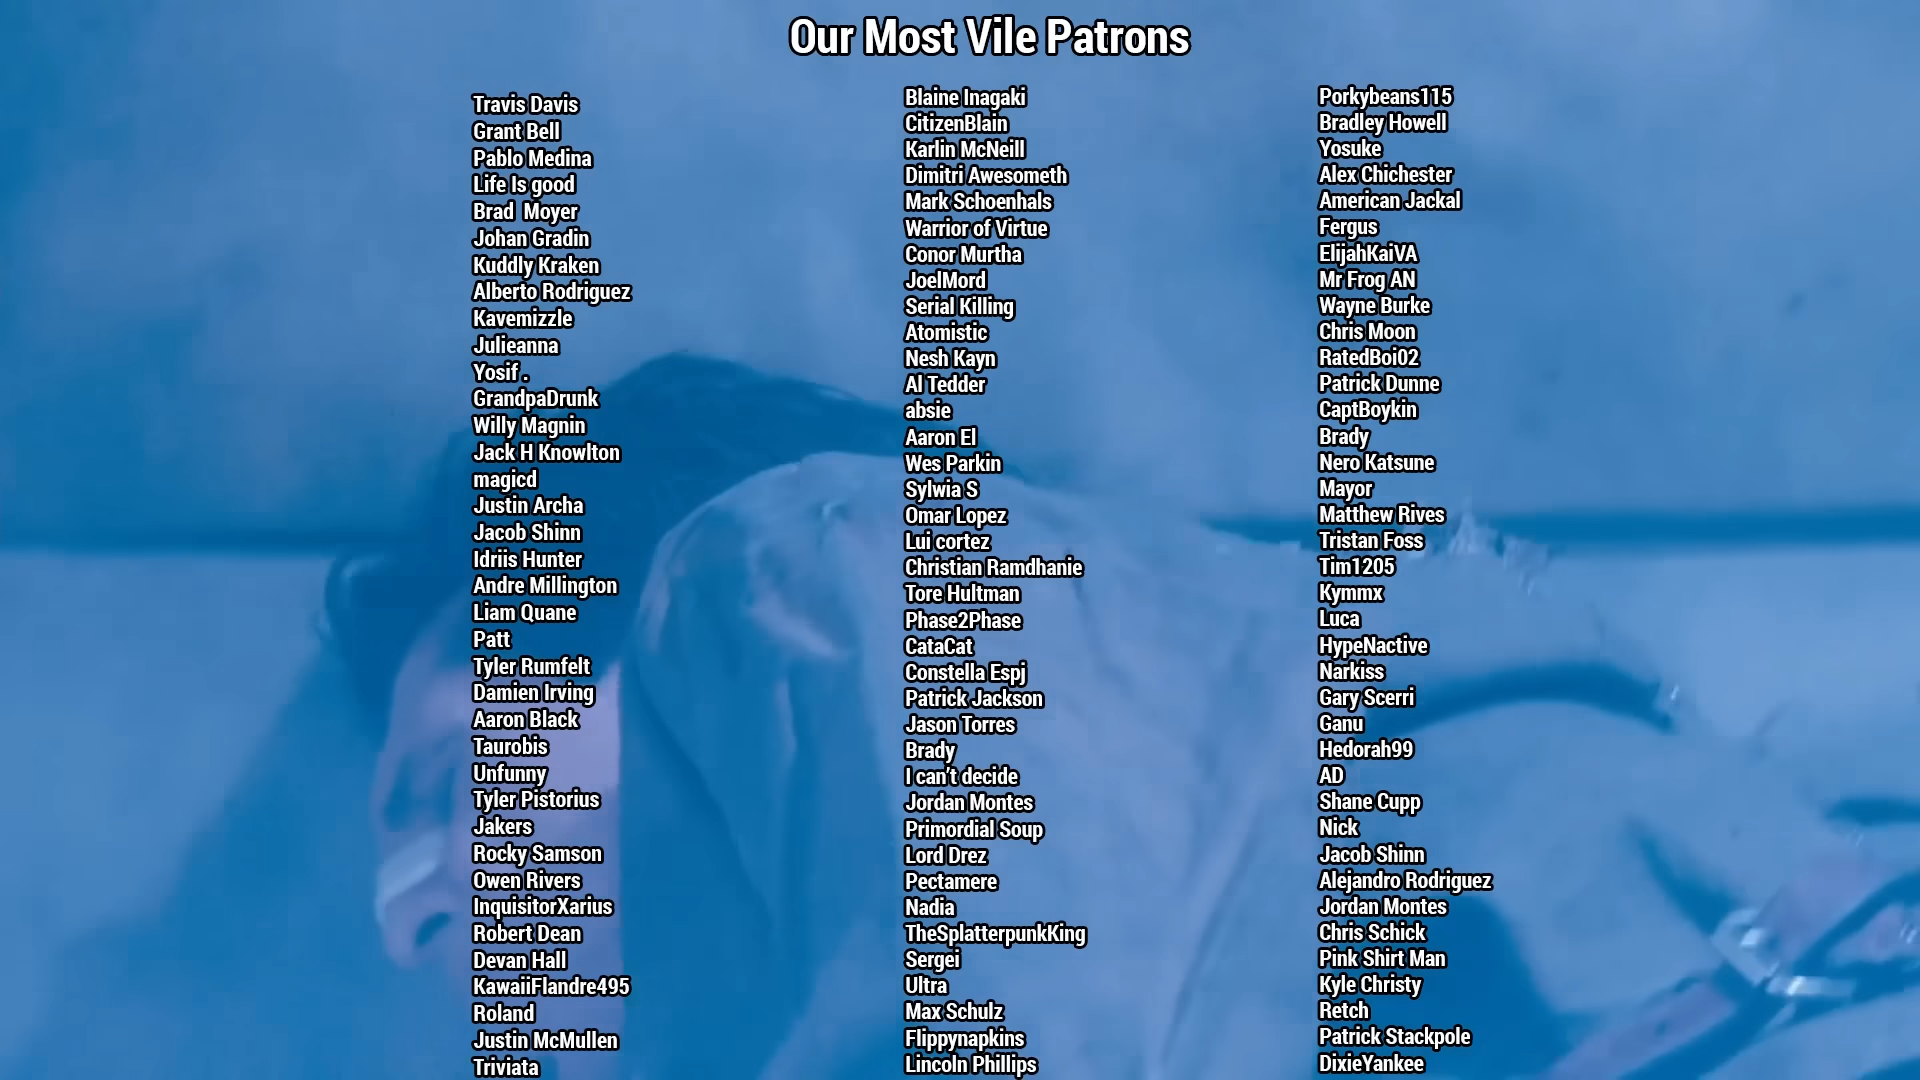 Our Most Vile Patrons
Travis Davis
Grant Bell
Pablo Medina
Life Is good
Brad  Moyer
Johan Gradin
Kuddly Kraken
Alberto Rodriguez
Kavemizzle
Julieanna
Yosif .
GrandpaDrunk
Willy Magnin
Jack H Knowlton
magicd
Justin Archa
Jacob Shinn
Idriis Hunter
Andre Millington
Liam Quane
Patt
Tyler Rumfelt
Damien Irving
Aaron Black
Taurobis
Unfunny
Tyler Pistorius
Jakers
Rocky Samson
Owen Rivers
InquisitorXarius
Robert Dean
Devan Hall
KawaiiFlandre495
Roland
Justin McMullen
Triviata
Blaine Inagaki
CitizenBlain
Karlin McNeill
Dimitri Awesometh
Mark Schoenhals
Warrior of Virtue
Conor Murtha
JoelMord
Serial Killing
Atomistic
Nesh Kayn
Al Tedder
absie
Aaron El
Wes Parkin
Sylwia S
Omar Lopez
Lui cortez
Christian Ramdhanie
Tore Hultman
Phase2Phase
CataCat
Constella Espj
Patrick Jackson
Jason Torres
Brady
I can't decide
Jordan Montes
Primordial Soup
Lord Drez
Pectamere
Nadia
TheSplatterpunkKing
Sergei
Ultra
Max Schulz
Flippynapkins
Lincoln Phillips
Porkybeans115
Bradley Howell
Yosuke
Alex Chichester
American Jackal
Fergus
ElijahKaiVA
Mr Frog AN
Wayne Burke
Chris Moon
RatedBoi02
Patrick Dunne
CaptBoykin
Brady
Nero Katsune
Mayor
Matthew Rives
Tristan Foss
Tim1205
Kymmx
Luca
HypeNactive
Narkiss
Gary Scerri
Ganu
Hedorah99
AD
Shane Cupp
Nick
Jacob Shinn
Alejandro Rodriguez
Jordan Montes
Chris Schick
Pink Shirt Man
Kyle Christy
Retch
Patrick Stackpole
DixieYankee